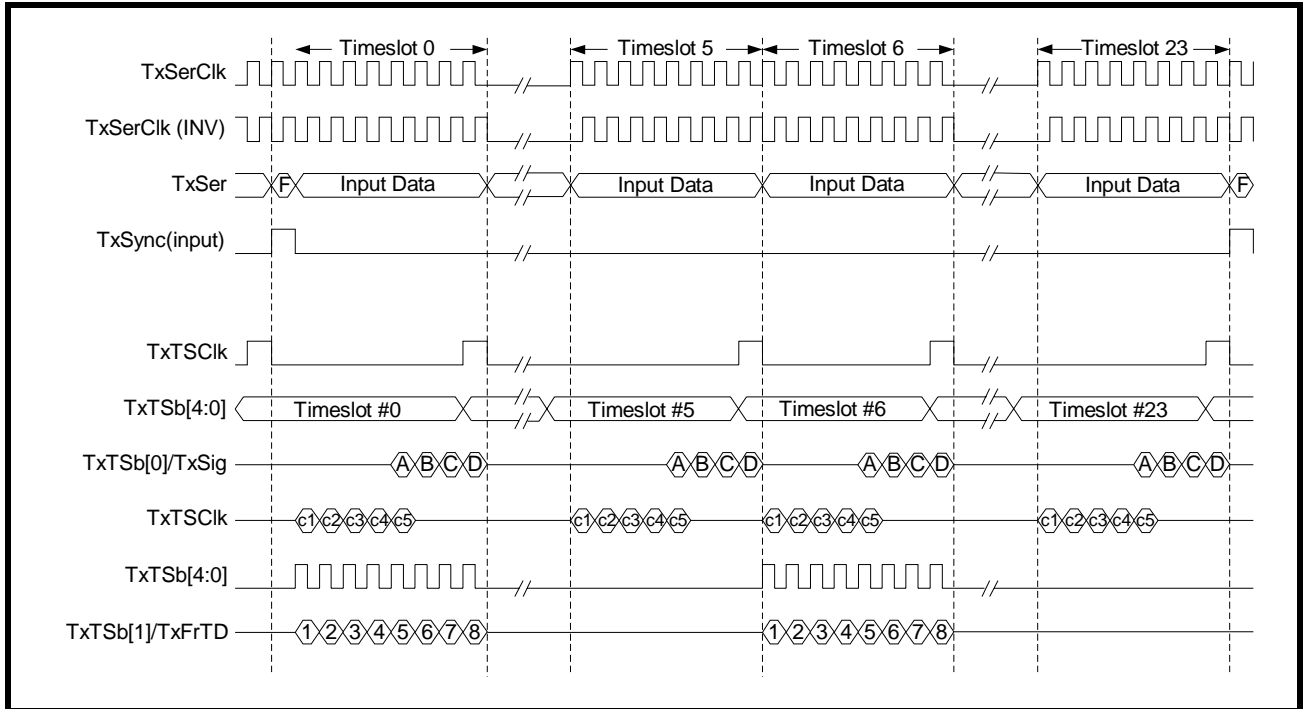 Timeslot 0 Timeslot 5 Timeslot 6 Timeslot 23
TxSerClk
TxSerClk (INV)
TxSer F Input Data Input Data Input Data Input Data F
TxSync(input)
TxTSClk
TxTSb[4:0] Timeslot #0 Timeslot #5 Timeslot #6 Timeslot #23
TxTSb[0]/TxSig A B C D A B C D A B C D A B C D
TxTSClk c1 c2 c3 c4 c5 c1 c2 c3 c4 c5 c1 c2 c3 c4 c5 c1 c2 c3 c4 c5
TxTSb[4:0]
TxTSb[1]/TxFrTD 1 2 3 4 5 6 7 8 1 2 3 4 5 6 7 8